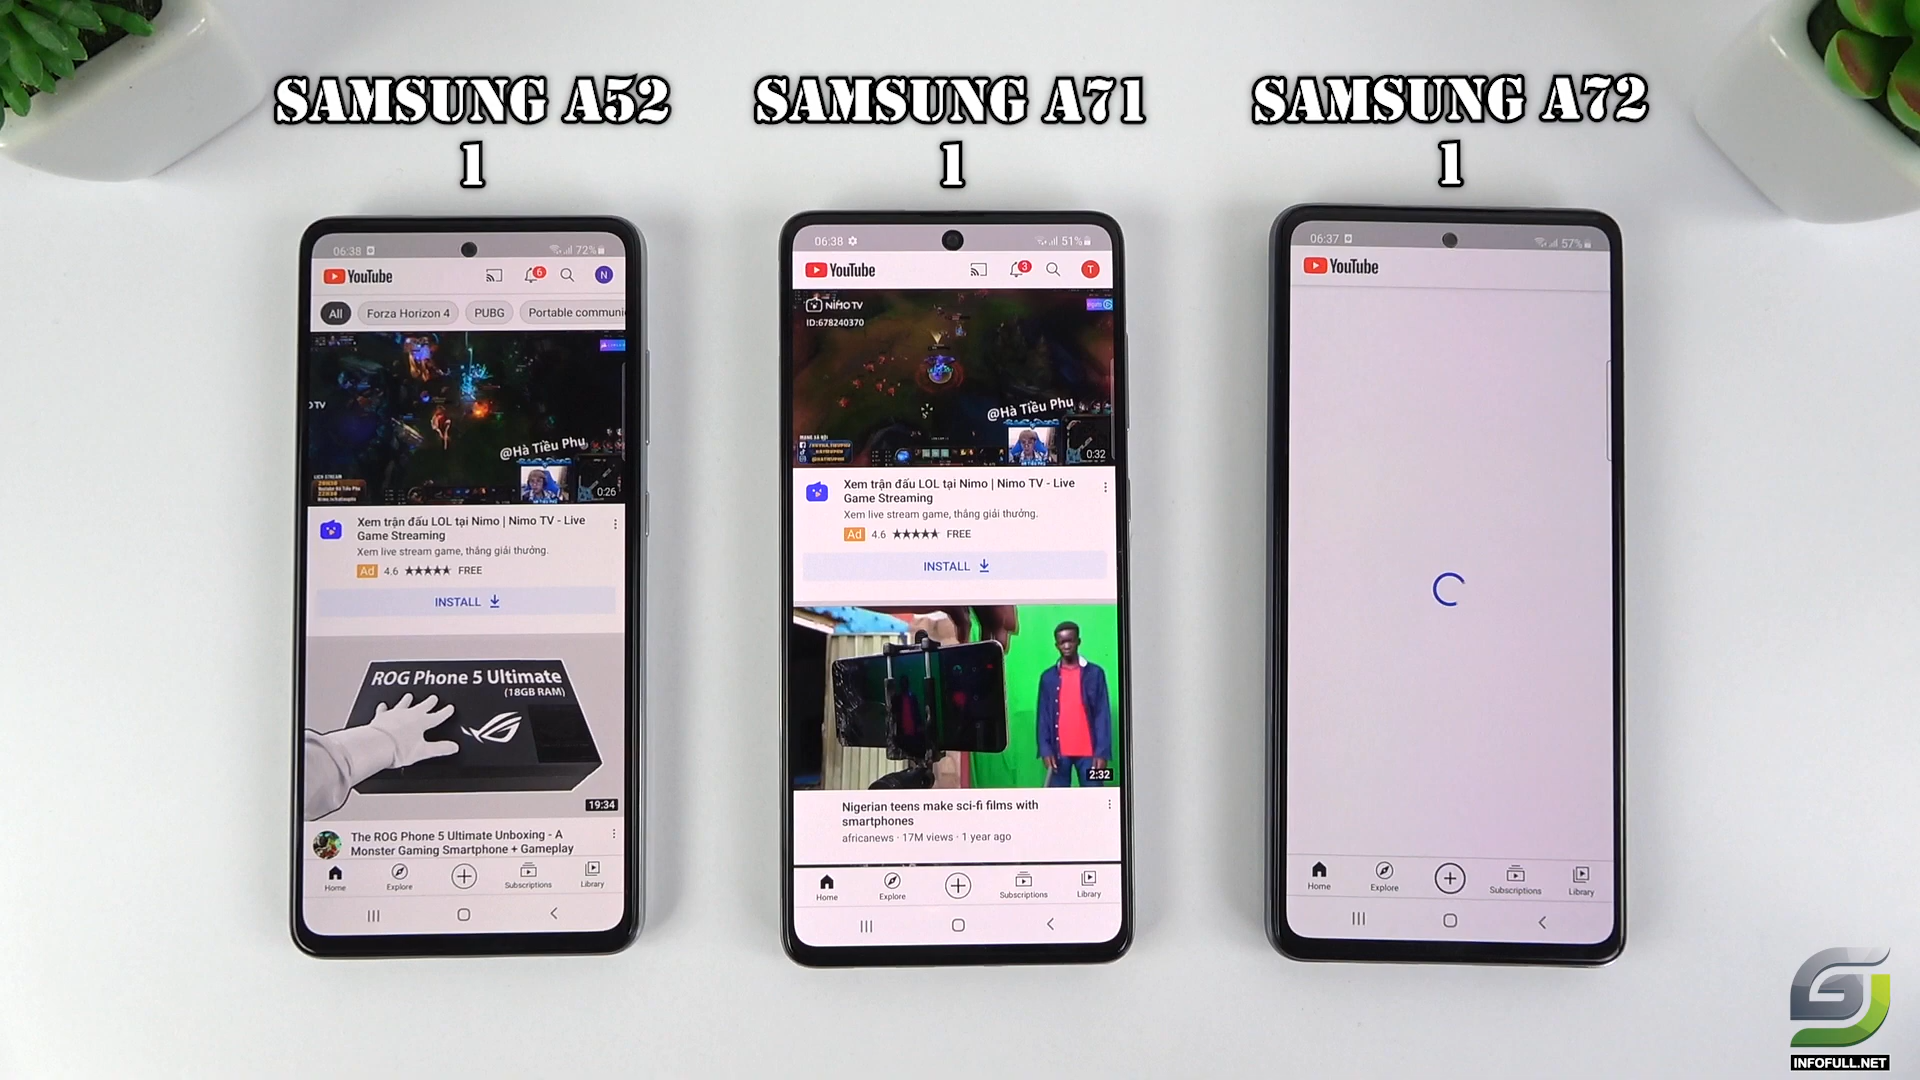 SAMSUNG A52
1
SAMSUNG A71
1
SAMSUNG A72
1
06:38
72%
YouTube
6
N
All
Forza Horizon 4
PUBG
Portable communi
@Hà Tiều Phu
0:26
Xem trận đấu LOL tại Nimo | Nimo TV - Live
Game Streaming
Xem live stream game, thắng giải thưởng.
Ad 4.6 ★★★★★ FREE
INSTALL
ROG Phone 5 Ultimate
(18GB RAM)
19:34
The ROG Phone 5 Ultimate Unboxing - A
Monster Gaming Smartphone + Gameplay
Home
Explore
Subscriptions
Library
06:38
51%
YouTube
3
T
NIMO TV
ID:678240370
@Hà Tiều Phu
0:32
Xem trận đấu LOL tại Nimo | Nimo TV - Live
Game Streaming
Xem live stream game, thắng giải thưởng.
Ad 4.6 ★★★★★ FREE
INSTALL
2:32
Nigerian teens make sci-fi films with
smartphones
africanews · 17M views · 1 year ago
Home
Explore
Subscriptions
Library
06:37
57%
YouTube
Home
Explore
Subscriptions
Library
INFOFULL.NET